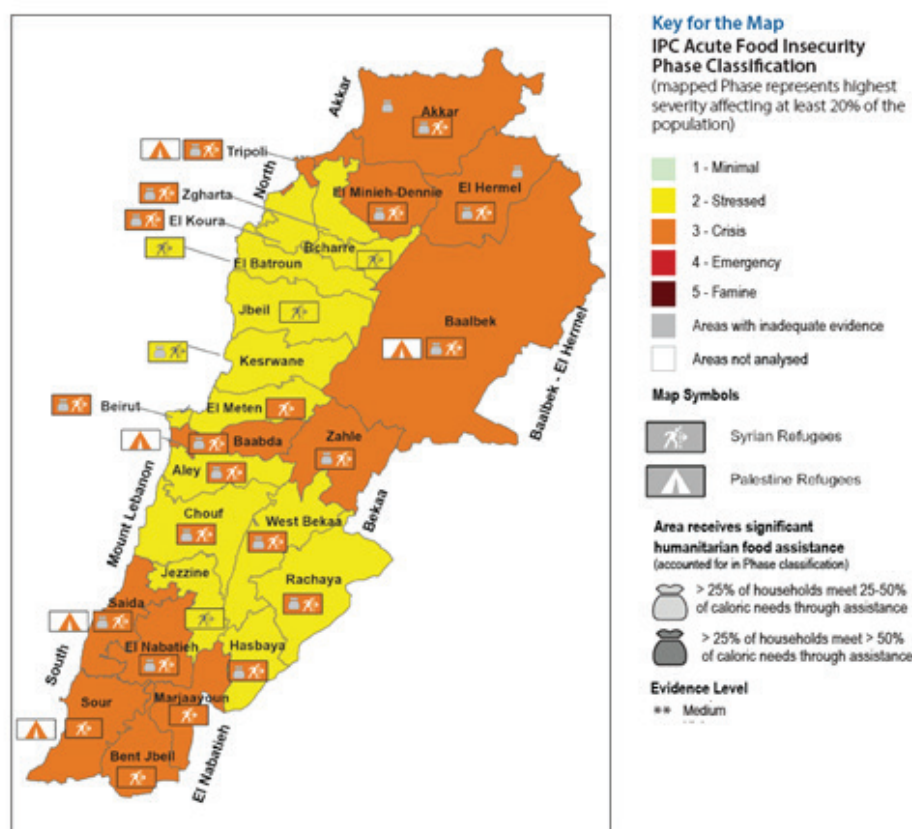 Akkar
Akkar
Tripoli
North
El Minieh-Dennie
El Hermel
Zgharta
El Koura
Bcharre
El Batroun
Jbeil
Baalbek
Kesrwane
Baalbek - El Hermel
Beirut
El Meten
Baabda
Zahle
Aley
Mount Lebanon
Chouf
West Bekaa
Bekaa
Jezzine
Rachaya
Saida
Hasbaya
El Nabatieh
South
Marjaayoun
Sour
El Nabatieh
Bent Jbeil
Key for the Map
IPC Acute Food Insecurity
Phase Classification
(mapped Phase represents highest
severity affecting at least 20% of the
population)
1 - Minimal
2 - Stressed
3 - Crisis
4 - Emergency
5 - Famine
Areas with inadequate evidence
Areas not analysed
Map Symbols
Syrian Refugees
Palestine Refugees
Area receives significant
humanitarian food assistance
(accounted for in Phase classification)
> 25% of households meet 25-50%
of caloric needs through assistance
> 25% of households meet > 50%
of caloric needs through assistance
Evidence Level
** Medium